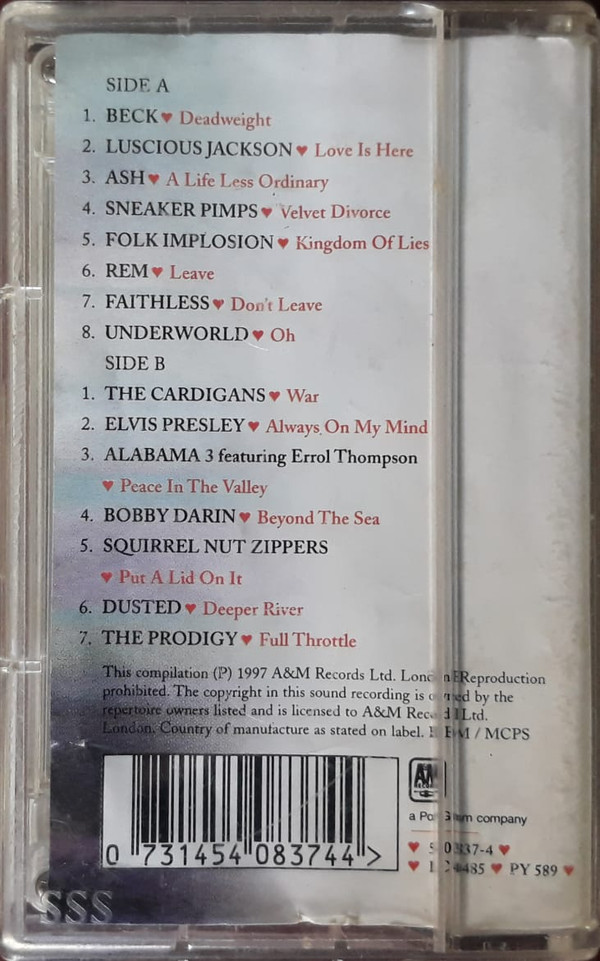 SIDE A
1. BECK♥ Deadweight
2. LUSCIOUS JACKSON♥ Love Is Here
3. ASH♥ A Life Less Ordinary
4. SNEAKER PIMPS♥ Velvet Divorce
5. FOLK IMPLOSION♥ Kingdom Of Lies
6. REM♥ Leave
7. FAITHLESS♥ Don't Leave
8. UNDERWORLD♥ Oh
SIDE B
1. THE CARDIGANS♥ War
2. ELVIS PRESLEY♥ Always On My Mind
3. ALABAMA 3 featuring Errol Thompson
♥ Peace In The Valley
4. BOBBY DARIN♥ Beyond The Sea
5. SQUIRREL NUT ZIPPERS
♥ Put A Lid On It
6. DUSTED♥ Deeper River
7. THE PRODIGY♥ Full Throttle
This compilation (P) 1997 A&M Records Ltd. London Reproduction
prohibited. The copyright in this sound recording is owned by the
repertoire owners listed and is licensed to A&M Record Ltd.
London. Country of manufacture as stated on label. / MCPS
A&M
a PolyGram company
0 731454 083744 >
♥ ♥
♥ ♥ PY 589 ♥
SSS